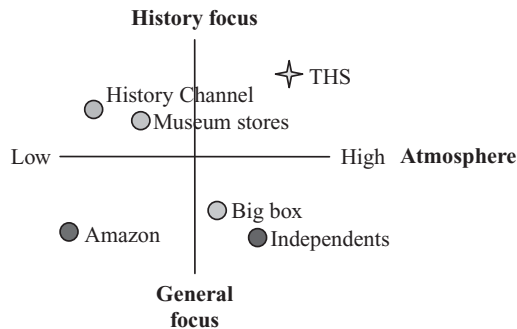 History focus
THS
History Channel
Museum stores
Low
High Atmosphere
Big box
Amazon
Independents
General
focus